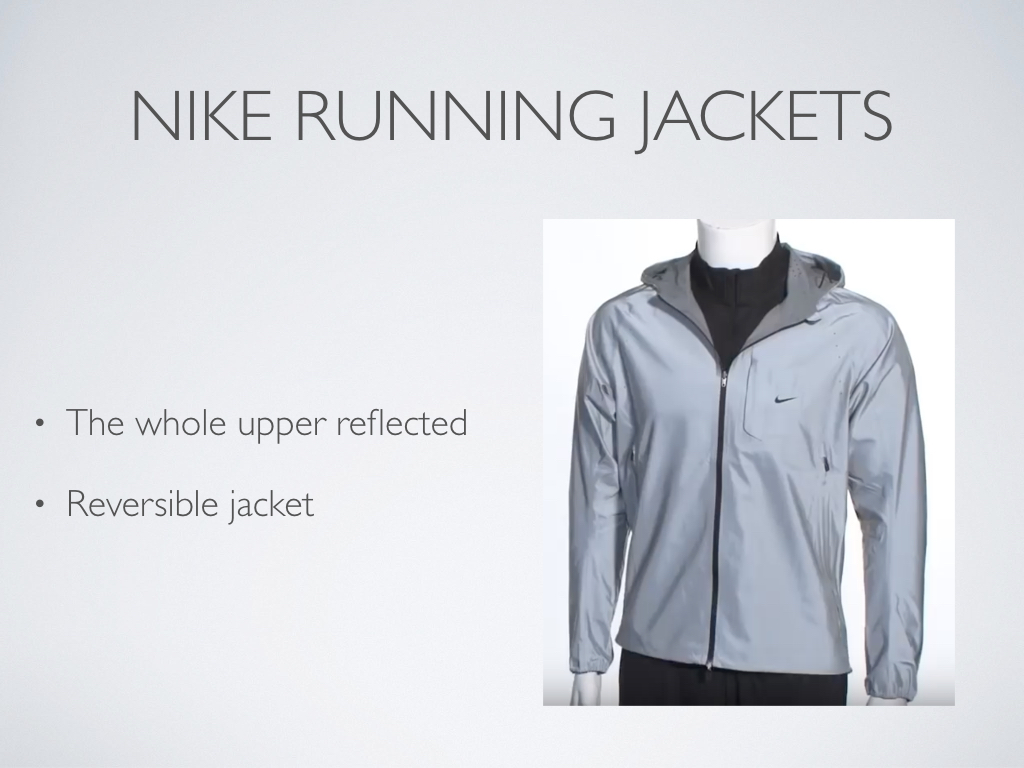 NIKE RUNNING JACKETS
• The whole upper reflected
• Reversible jacket